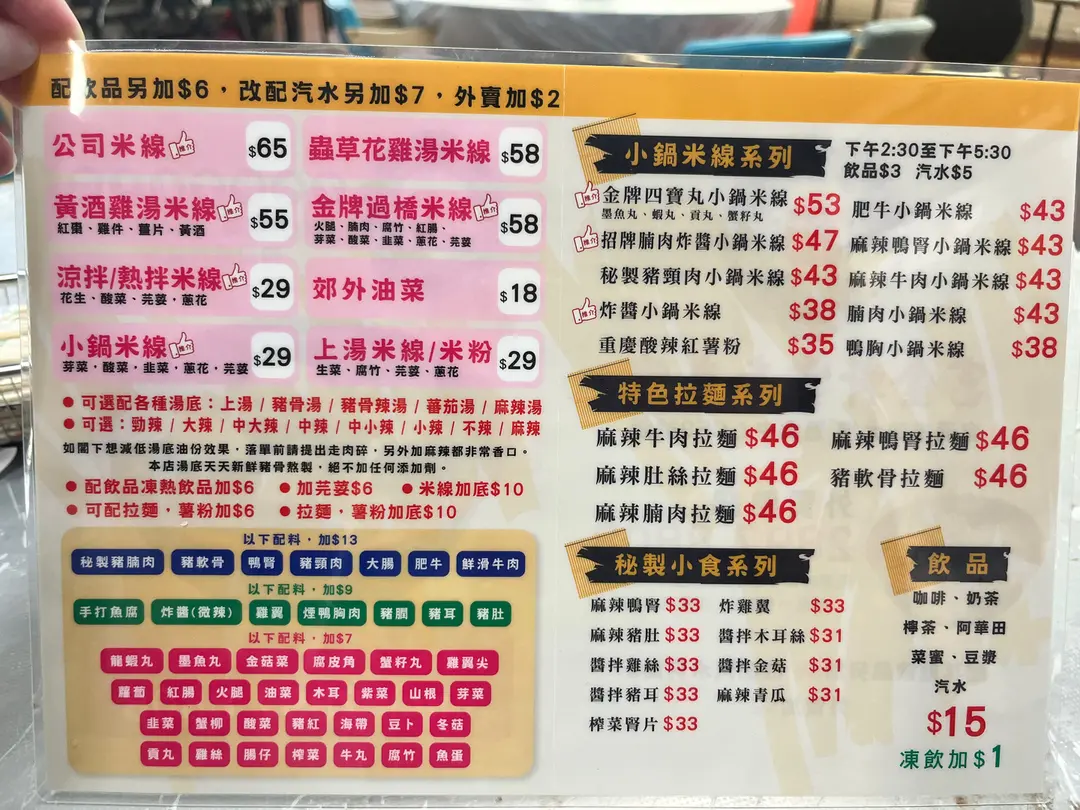 配飲品另加$6，改配汽水另加$7，外賣加$2
公司米線 推介 $65
蟲草花雞湯米線 $58
黃酒雞湯米線 推介 $55
紅棗、雞件、薑片、黃酒
金牌過橋米線 推介 $58
火腿、腩肉、腐竹、紅腸、
芽菜、酸菜、韭菜、蔥花、芫荽
涼拌/熱拌米線 推介 $29
花生、酸菜、芫荽，蔥花
郊外油菜 $18
小鍋米線 推介 $29
芽菜，酸菜，韭菜，蔥花，芫荽
上湯米線/米粉 $29
生菜、腐竹、芫荽、蔥花
● 可選配各種湯底：上湯 / 豬骨湯 / 豬骨辣湯 / 蕃茄湯 / 麻辣湯
● 可選：勁辣 / 大辣 / 中大辣 / 中辣 / 中小辣 / 小辣 / 不辣 / 麻辣
如閣下想減低湯底油份效果，落單前請提出走肉碎，另外加麻辣都非常香口。
本店湯底天天新鮮豬骨熬製，絕不加任何添加劑。
● 配飲品凍熱飲品加$6 ● 加芫荽$6 ● 米線加底$10
● 可配拉麵，薯粉加$6 ● 拉麵，薯粉加底$10
以下配料，加$13
秘製豬腩肉 豬軟骨 鴨腎 豬頸肉 大腸 肥牛 鮮滑牛肉
以下配料，加$9
手打魚腐 炸醬(微辣) 雞翼 煙鴨胸肉 豬膶 豬耳 豬肚
以下配料，加$7
龍蝦丸 墨魚丸 金菇菜 腐皮角 蟹籽丸 雞翼尖
蘿蔔 紅腸 火腿 油菜 木耳 紫菜 山根 芽菜
韭菜 蟹柳 酸菜 豬紅 海帶 豆卜 冬菇
貢丸 雞絲 腸仔 榨菜 牛丸 腐竹 魚蛋
小鍋米線系列
下午2:30至下午5:30
飲品$3 汽水$5
推介 金牌四寶丸小鍋米線 $53
墨魚丸、蝦丸、貢丸、蟹籽丸
肥牛小鍋米線 $43
推介 招牌腩肉炸醬小鍋米線 $47
麻辣鴨腎小鍋米線 $43
秘製豬頸肉小鍋米線 $43
麻辣牛肉小鍋米線 $43
推介 炸醬小鍋米線 $38
腩肉小鍋米線 $43
重慶酸辣紅薯粉 $35
鴨胸小鍋米線 $38
特色拉麵系列
麻辣牛肉拉麵 $46 麻辣鴨腎拉麵 $46
麻辣肚絲拉麵 $46 豬軟骨拉麵 $46
麻辣腩肉拉麵 $46
秘製小食系列
麻辣鴨腎 $33 炸雞翼 $33
麻辣豬肚 $33 醬拌木耳絲 $31
醬拌雞絲 $33 醬拌金菇 $31
醬拌豬耳 $33 麻辣青瓜 $31
榨菜腎片 $33
飲品
咖啡、奶茶
檸茶、阿華田
菜蜜、豆漿
汽水
$15
凍飲加$1